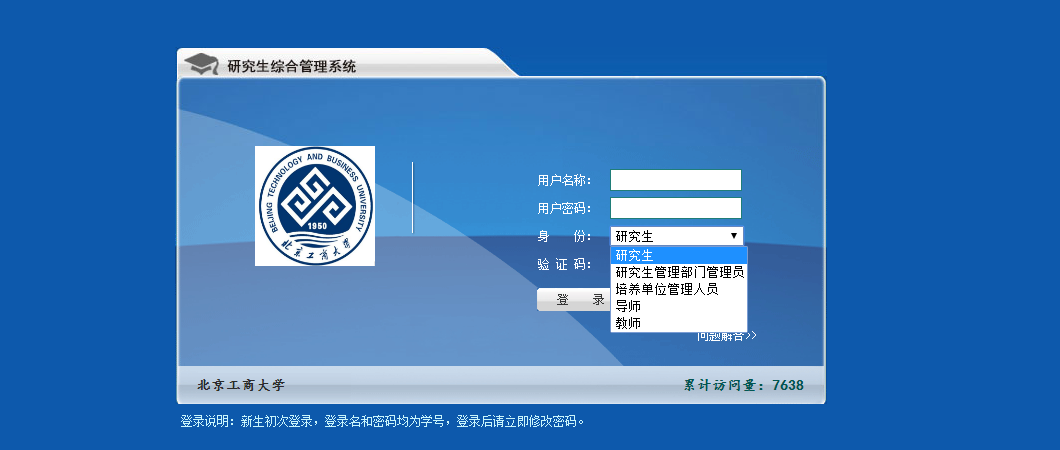 研究生综合管理系统
BEIJING TECHNOLOGY AND BUSINESS UNIVERSITY
1950
北京工商大学
用户名称：
用户密码：
身 份：
研究生
研究生
研究生管理部门管理员
培养单位管理人员
导师
教师
验 证 码：
登 录
问题解答>>
北京工商大学
累计访问量：7638
登录说明：新生初次登录，登录名和密码均为学号，登录后请立即修改密码。